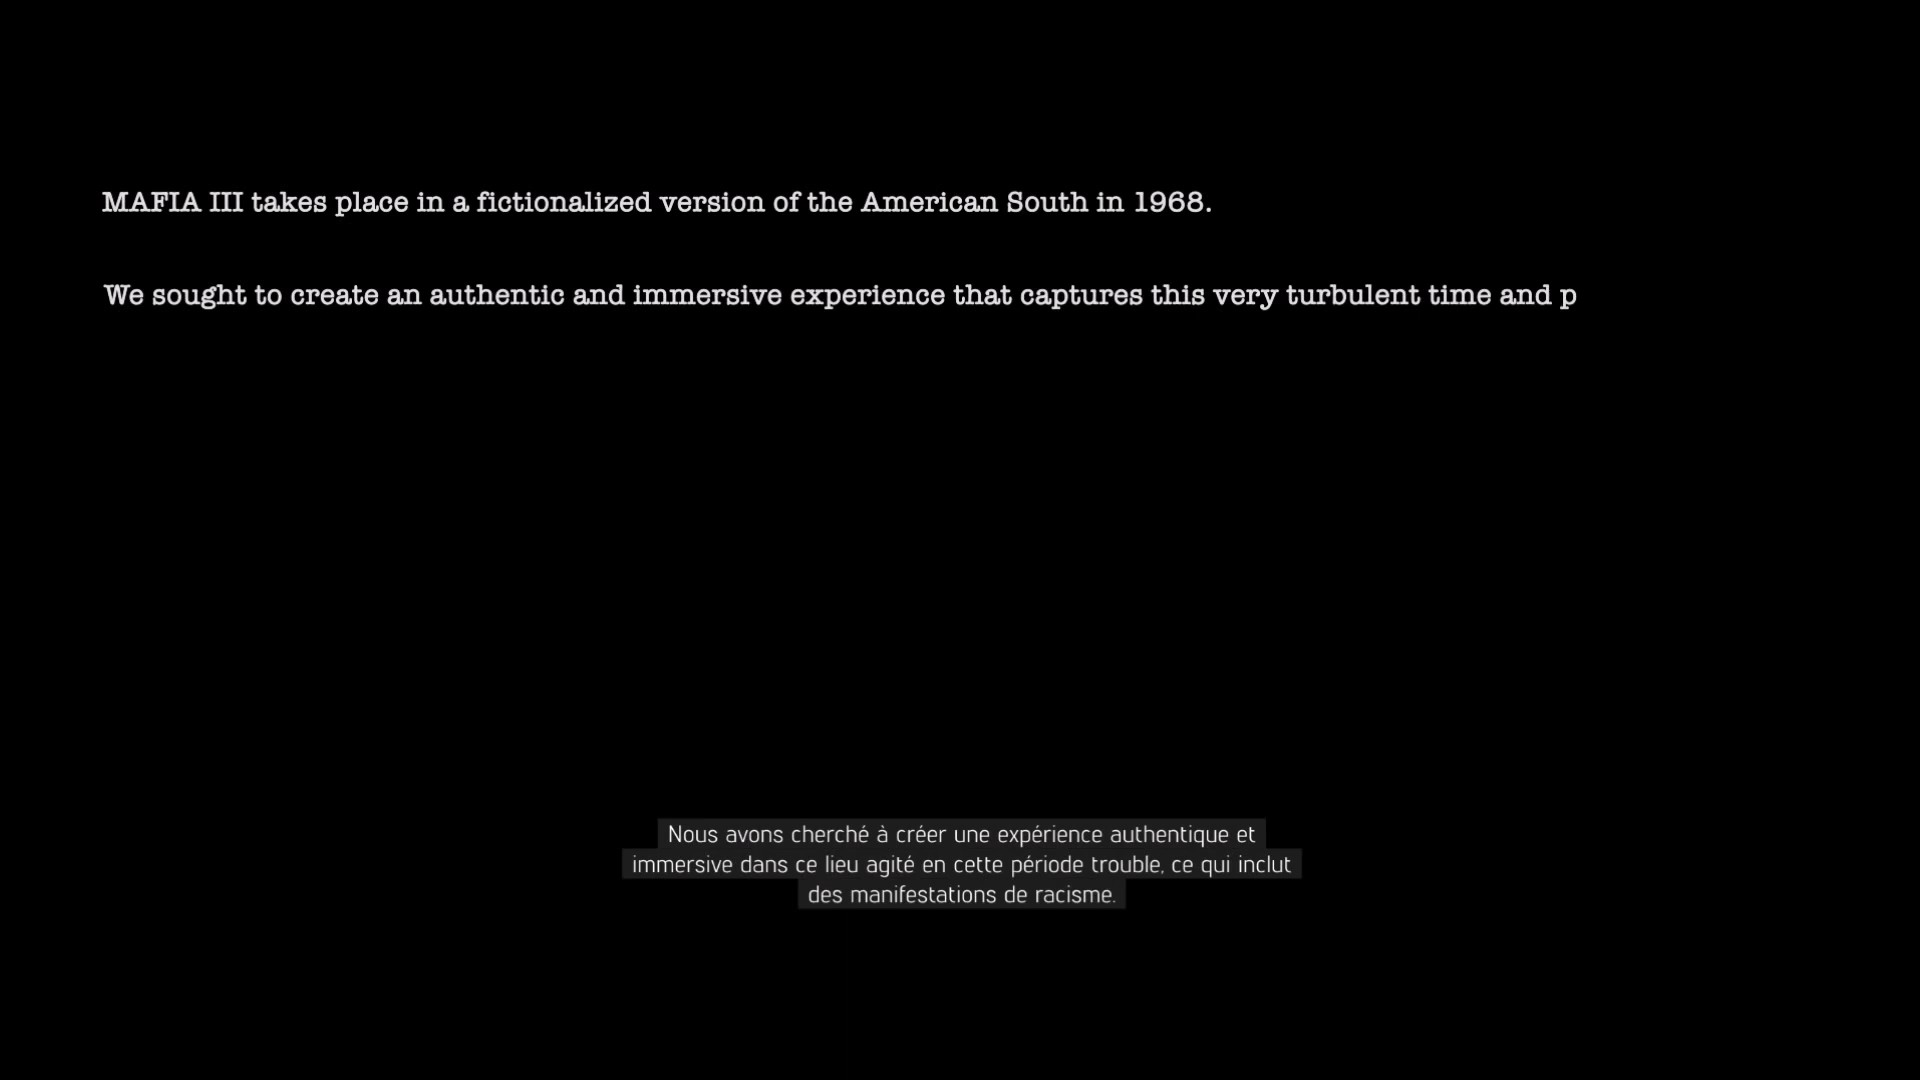 MAFIA III takes place in a fictionalized version of the American South in 1968.
We sought to create an authentic and immersive experience that captures this very turbulent time and p
Nous avons cherché à créer une expérience authentique et
immersive dans ce lieu agité en cette période trouble, ce qui inclut
des manifestations de racisme.